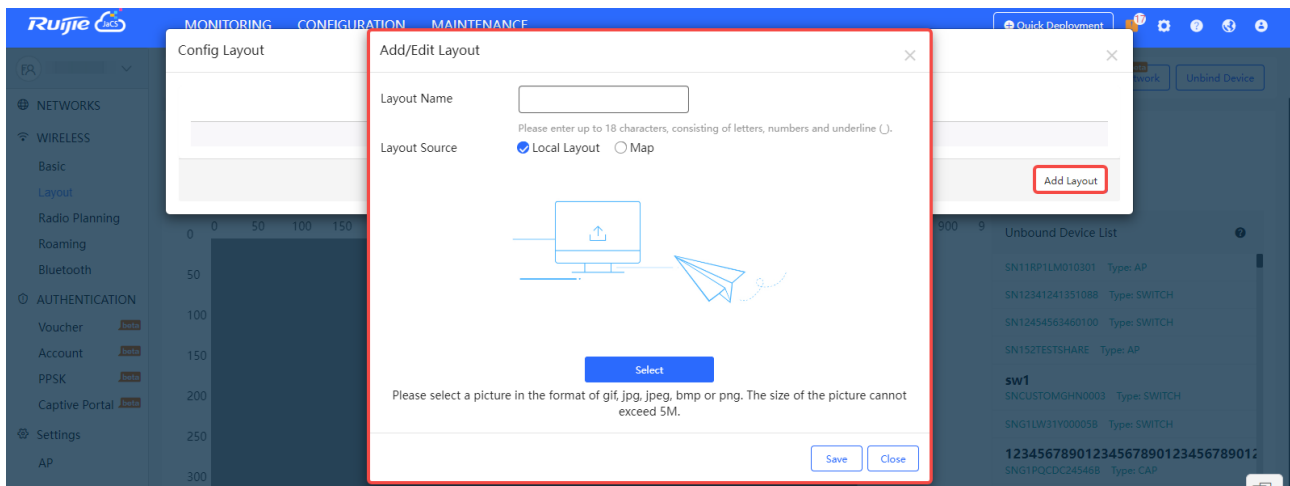 Ruijie JaCS
MONITORING CONFIGURATION MAINTENANCE
Quick Deployment
17
Config Layout
Add/Edit Layout
Layout Name
Please enter up to 18 characters, consisting of letters, numbers and underline (_).
Layout Source
Local Layout
Map
Select
Please select a picture in the format of gif, jpg, jpeg, bmp or png. The size of the picture cannot
exceed 5M.
Save
Close
Add Layout
Unbind Device
NETWORKS
WIRELESS
Basic
Layout
Radio Planning
Roaming
Bluetooth
AUTHENTICATION
Voucher beta
Account beta
PPSK beta
Captive Portal beta
Settings
AP
0 50 100 150
900 9
0
50
100
150
200
250
300
Unbound Device List
SN11RP1LM010301 Type: AP
SN12341241351088 Type: SWITCH
SN12454563460100 Type: SWITCH
SN152TESTSHARE Type: AP
sw1
SNCUSTOMGHN0003 Type: SWITCH
SNG1LW31Y00005B Type: SWITCH
12345678901234567890123456789012
SNG1PQCDC24546B Type: CAP